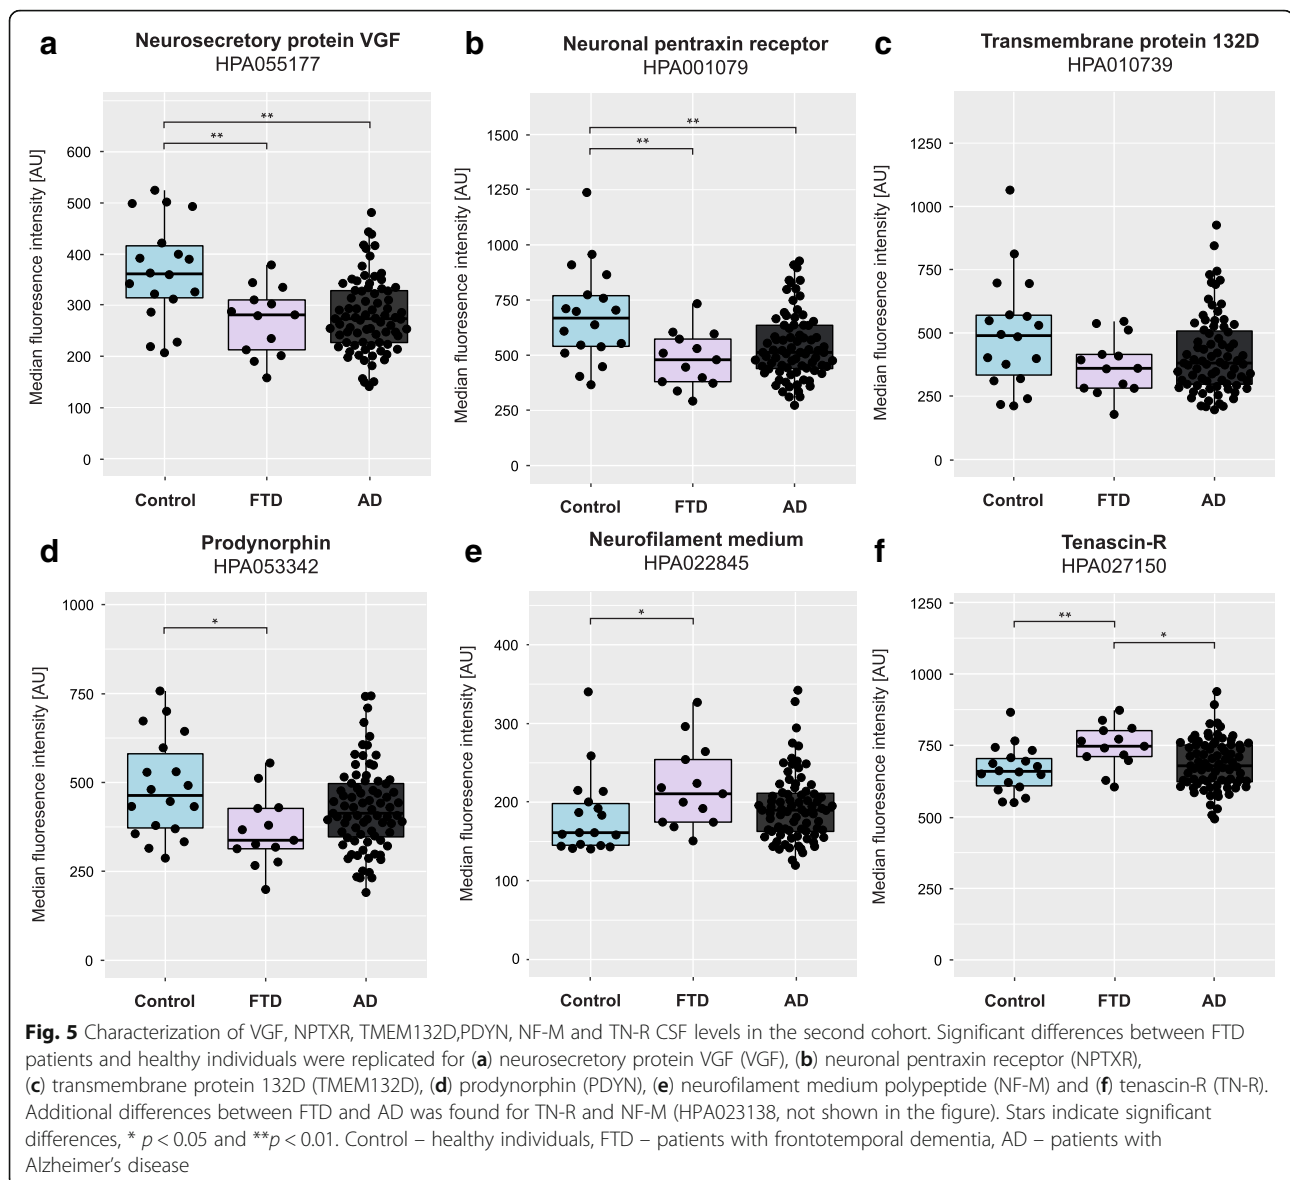 a
Neurosecretory protein VGF
HPA055177
**
**
Median fluoresence intensity [AU]
600
500
400
300
200
100
0
Control
FTD
AD
b
Neuronal pentraxin receptor
HPA001079
**
**
Median fluoresence intensity [AU]
1500
1250
1000
750
500
250
0
Control
FTD
AD
c
Transmembrane protein 132D
HPA010739
Median fluoresence intensity [AU]
1250
1000
750
500
250
0
Control
FTD
AD
d
Prodynorphin
HPA053342
*
Median fluoresence intensity [AU]
1000
750
500
250
0
Control
FTD
AD
e
Neurofilament medium
HPA022845
*
Median fluoresence intensity [AU]
400
300
200
100
0
Control
FTD
AD
f
Tenascin-R
HPA027150
**
*
Median fluoresence intensity [AU]
1250
1000
750
500
250
0
Control
FTD
AD
Fig. 5 Characterization of VGF, NPTXR, TMEM132D,PDYN, NF-M and TN-R CSF levels in the second cohort. Significant differences between FTD
patients and healthy individuals were replicated for (a) neurosecretory protein VGF (VGF), (b) neuronal pentraxin receptor (NPTXR),
(c) transmembrane protein 132D (TMEM132D), (d) prodynorphin (PDYN), (e) neurofilament medium polypeptide (NF-M) and (f) tenascin-R (TN-R).
Additional differences between FTD and AD was found for TN-R and NF-M (HPA023138, not shown in the figure). Stars indicate significant
differences, * p < 0.05 and **p < 0.01. Control – healthy individuals, FTD – patients with frontotemporal dementia, AD – patients with
Alzheimer's disease